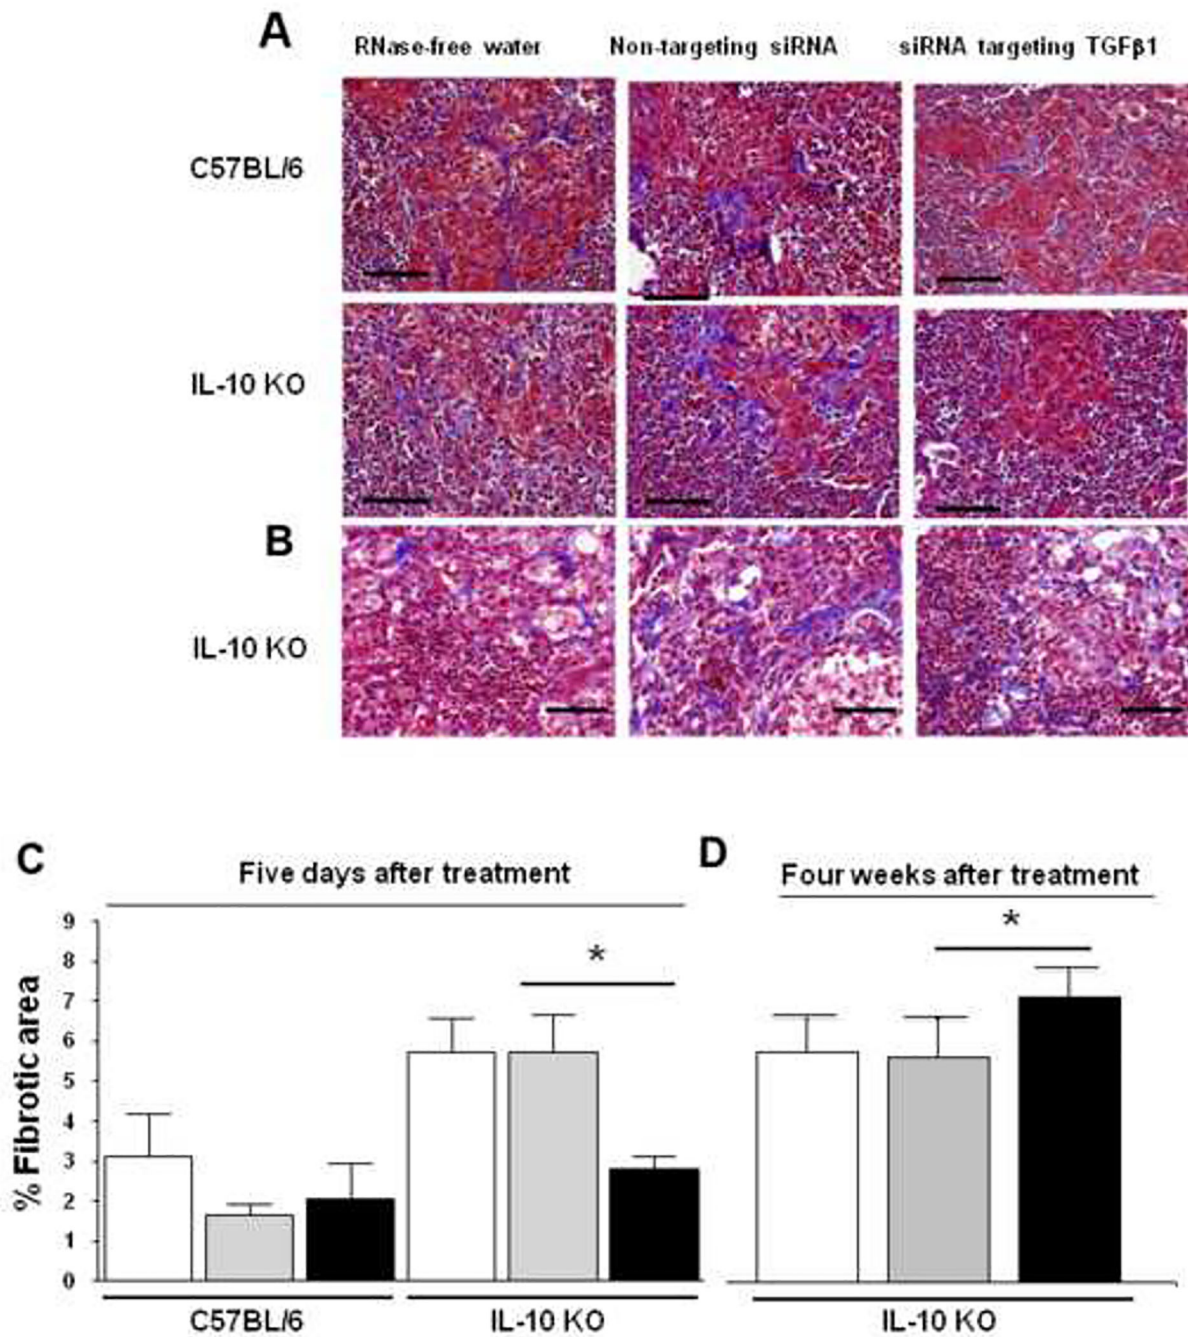 A
RNase-free water Non-targeting siRNA siRNA targeting TGFβ1
C57BL/6
IL-10 KO
B
IL-10 KO
C
Five days after treatment
D
Four weeks after treatment
% Fibrotic area
9
8
7
6
5
4
3
2
1
0
*
*
C57BL/6 IL-10 KO IL-10 KO